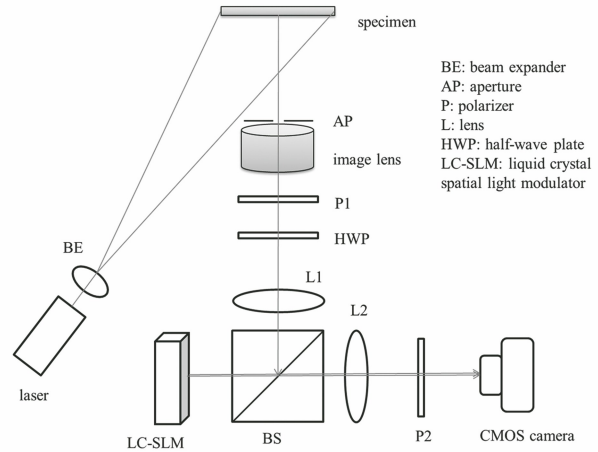 specimen
BE: beam expander
AP: aperture
P: polarizer
L: lens
HWP: half-wave plate
LC-SLM: liquid crystal
spatial light modulator
AP
image lens
P1
HWP
BE
L1
L2
laser
LC-SLM
BS
P2
CMOS camera